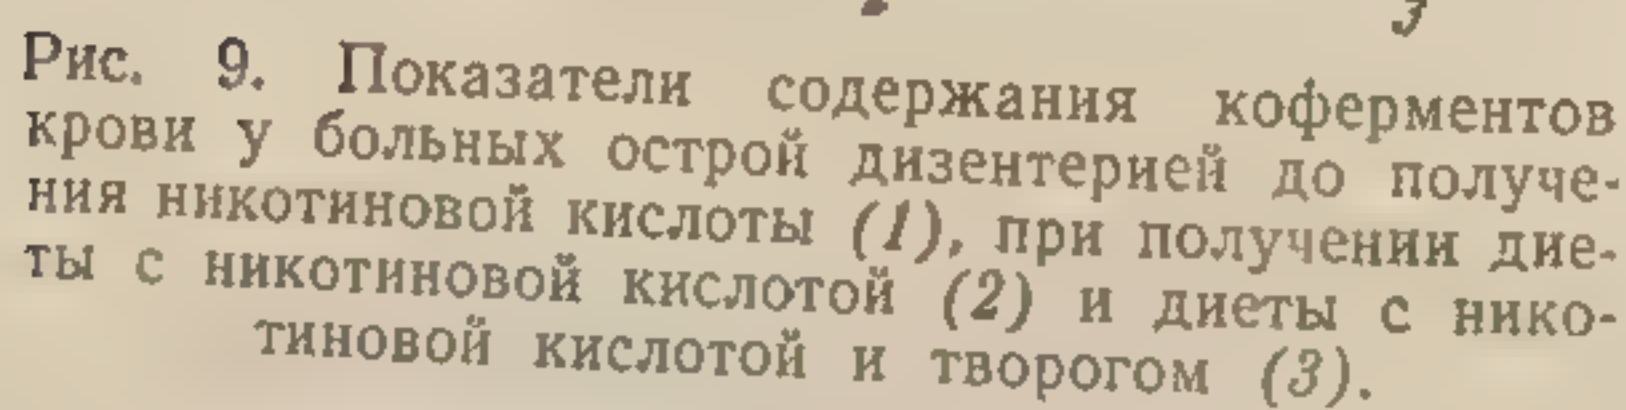 3
Рис. 9. Показатели содержания коферментов
крови у больных острой дизентерией до получе-
ния никотиновой кислоты (1), при получении дие-
ты с никотиновой кислотой (2) и диеты с нико-
тиновой кислотой и творогом (3).